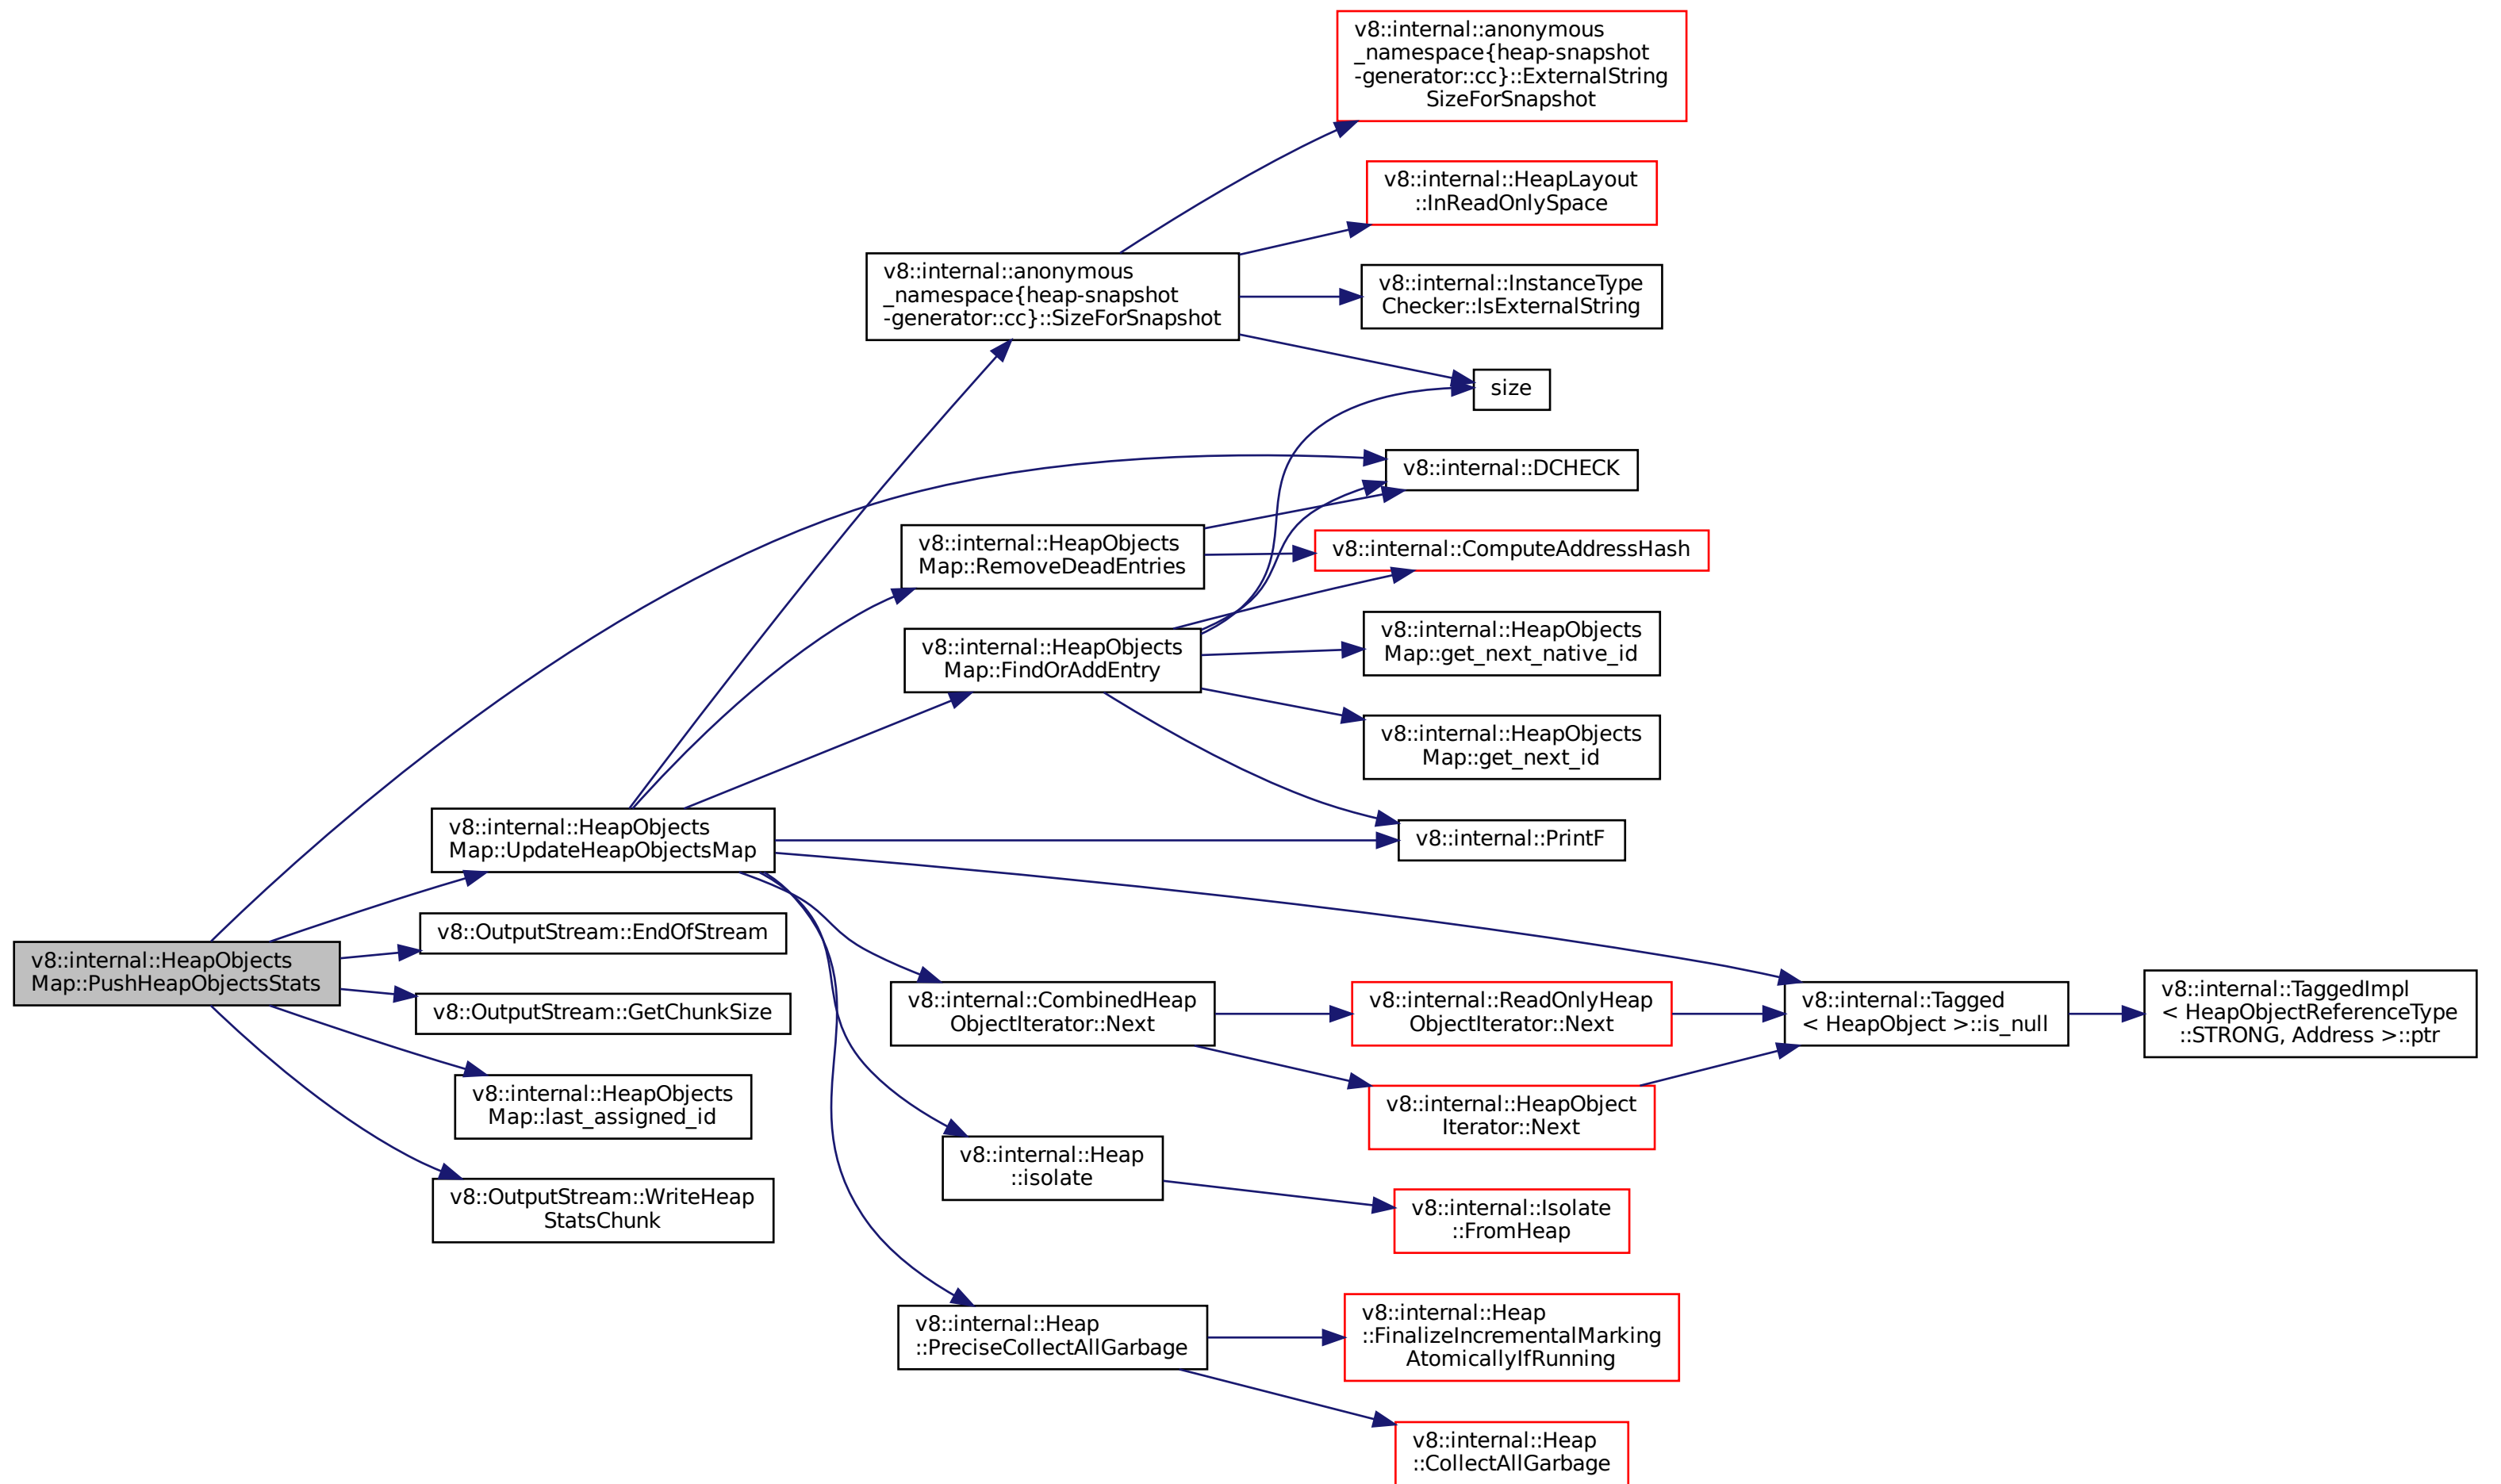 v8::internal::anonymous
_namespace{heap-snapshot
-generator::cc}::ExternalString
SizeForSnapshot
v8::internal::HeapLayout
::InReadOnlySpace
v8::internal::anonymous
_namespace{heap-snapshot
-generator::cc}::SizeForSnapshot
v8::internal::InstanceType
Checker::IsExternalString
size
v8::internal::DCHECK
v8::internal::HeapObjects
Map::RemoveDeadEntries
v8::internal::ComputeAddressHash
v8::internal::HeapObjects
Map::FindOrAddEntry
v8::internal::HeapObjects
Map::get_next_native_id
v8::internal::HeapObjects
Map::get_next_id
v8::internal::HeapObjects
Map::UpdateHeapObjectsMap
v8::internal::PrintF
v8::OutputStream::EndOfStream
v8::internal::HeapObjects
Map::PushHeapObjectsStats
v8::OutputStream::GetChunkSize
v8::internal::CombinedHeap
ObjectIterator::Next
v8::internal::ReadOnlyHeap
ObjectIterator::Next
v8::internal::Tagged
< HeapObject >::is_null
v8::internal::TaggedImpl
< HeapObjectReferenceType
::STRONG, Address >::ptr
v8::internal::HeapObjects
Map::last_assigned_id
v8::internal::HeapObject
Iterator::Next
v8::internal::Heap
::isolate
v8::OutputStream::WriteHeap
StatsChunk
v8::internal::Isolate
::FromHeap
v8::internal::Heap
::PreciseCollectAllGarbage
v8::internal::Heap
::FinalizeIncrementalMarking
AtomicallyIfRunning
v8::internal::Heap
::CollectAllGarbage